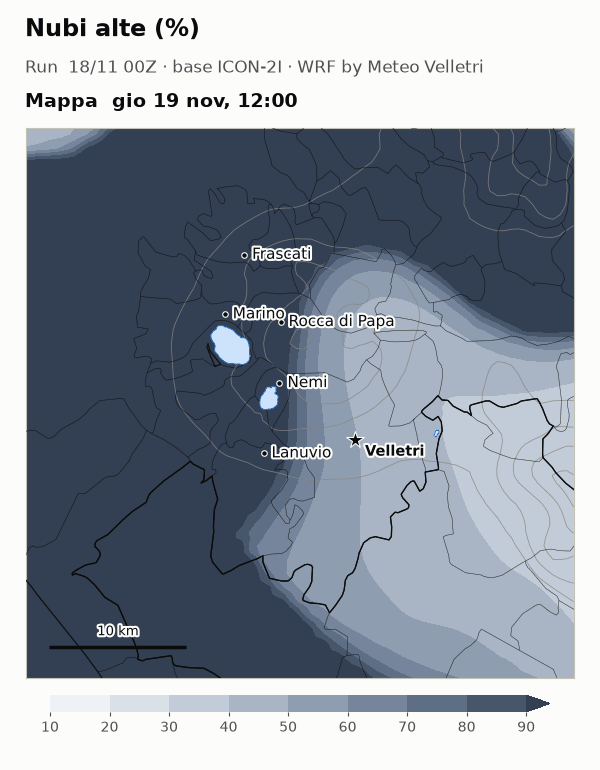 Nubi alte (%)
Run  18/11 00Z · base ICON-2I · WRF by Meteo Velletri
Mappa  gio 19 nov, 12:00
Frascati
Marino
Rocca di Papa
Nemi
Velletri
Lanuvio
10 km
10 20 30 40 50 60 70 80 90